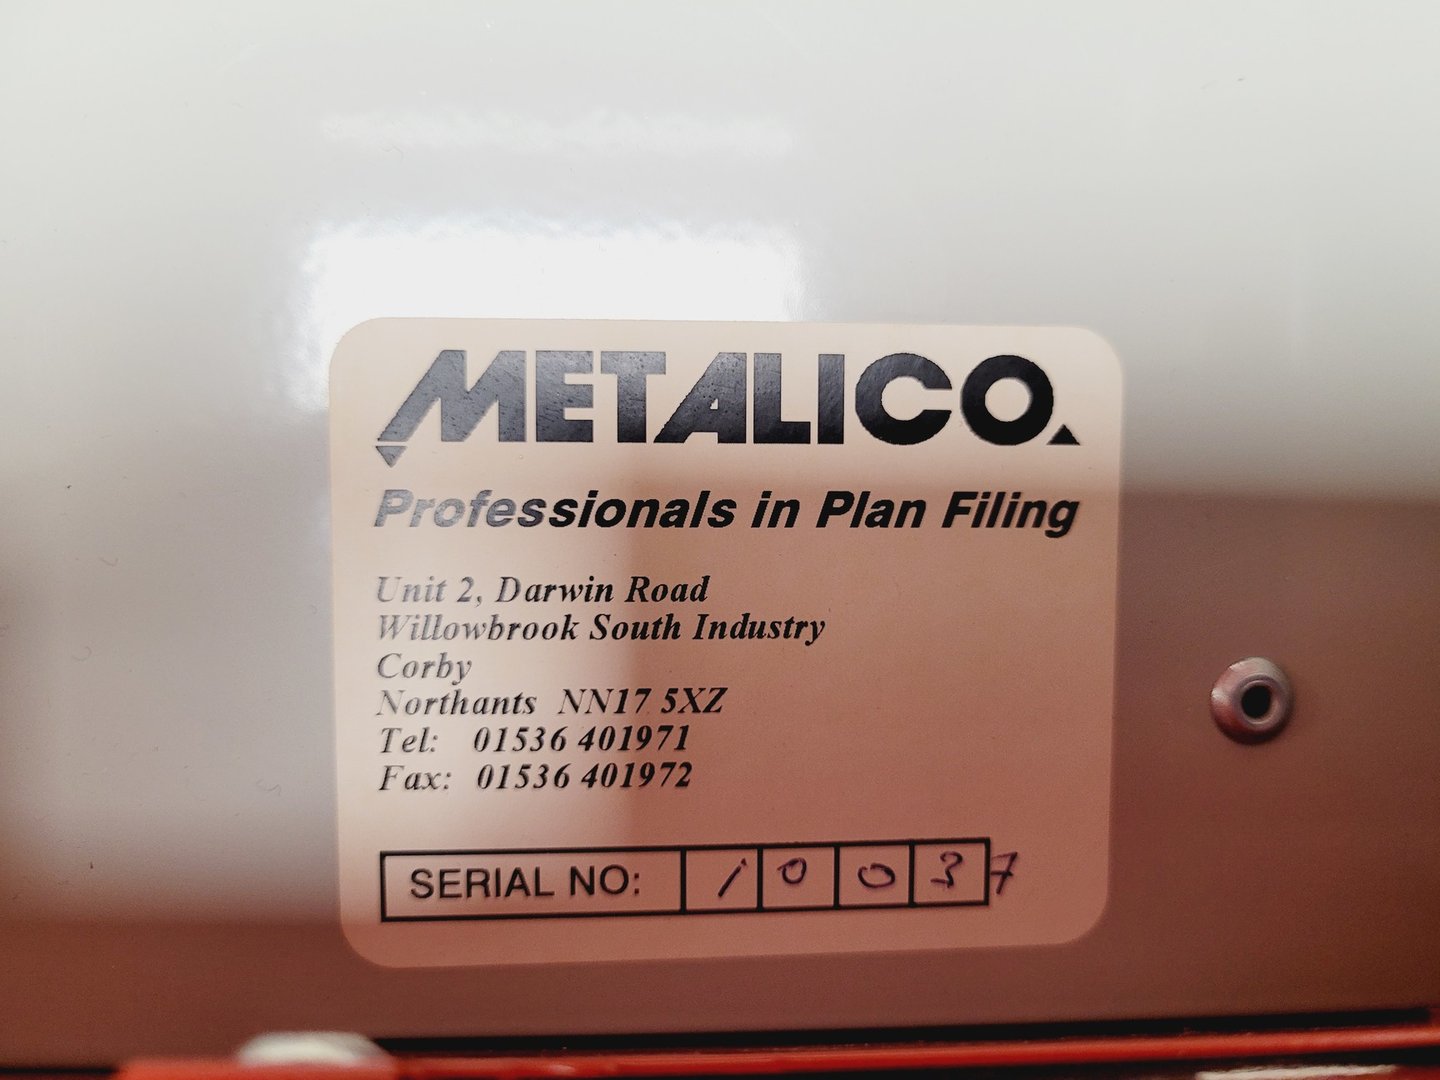 METALICO
Professionals in Plan Filing
Unit 2, Darwin Road
Willowbrook South Industry
Corby
Northants NN17 5XZ
Tel: 01536 401971
Fax: 01536 401972
SERIAL NO: 10037